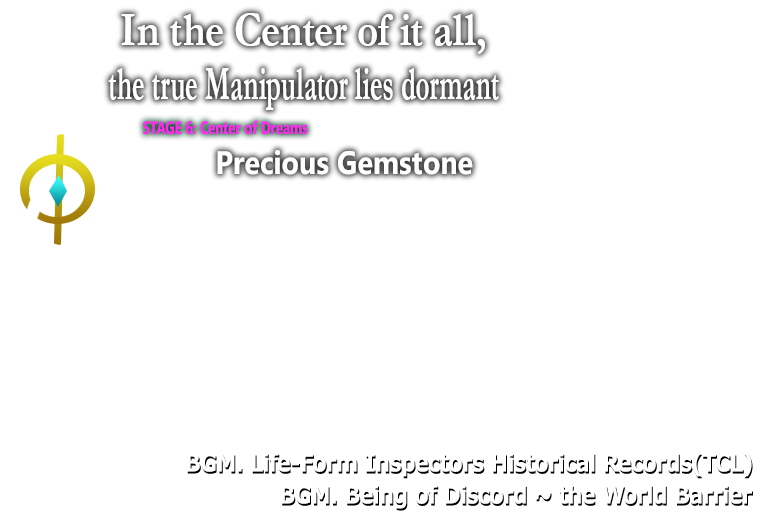 In the Center of it all,
the true Manipulator lies dormant
STAGE 6: Center of Dreams
Precious Gemstone
BGM. Life-Form Inspectors Historical Records(TCL)
BGM. Being of Discord ~ the World Barrier